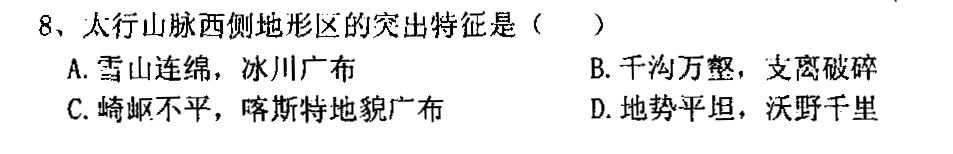 8、太行山脉西侧地形区的突出特征是（　　）
A. 雪山连绵，冰川广布　　B. 千沟万壑，支离破碎
C. 崎岖不平，喀斯特地貌广布　　D. 地势平坦，沃野千里